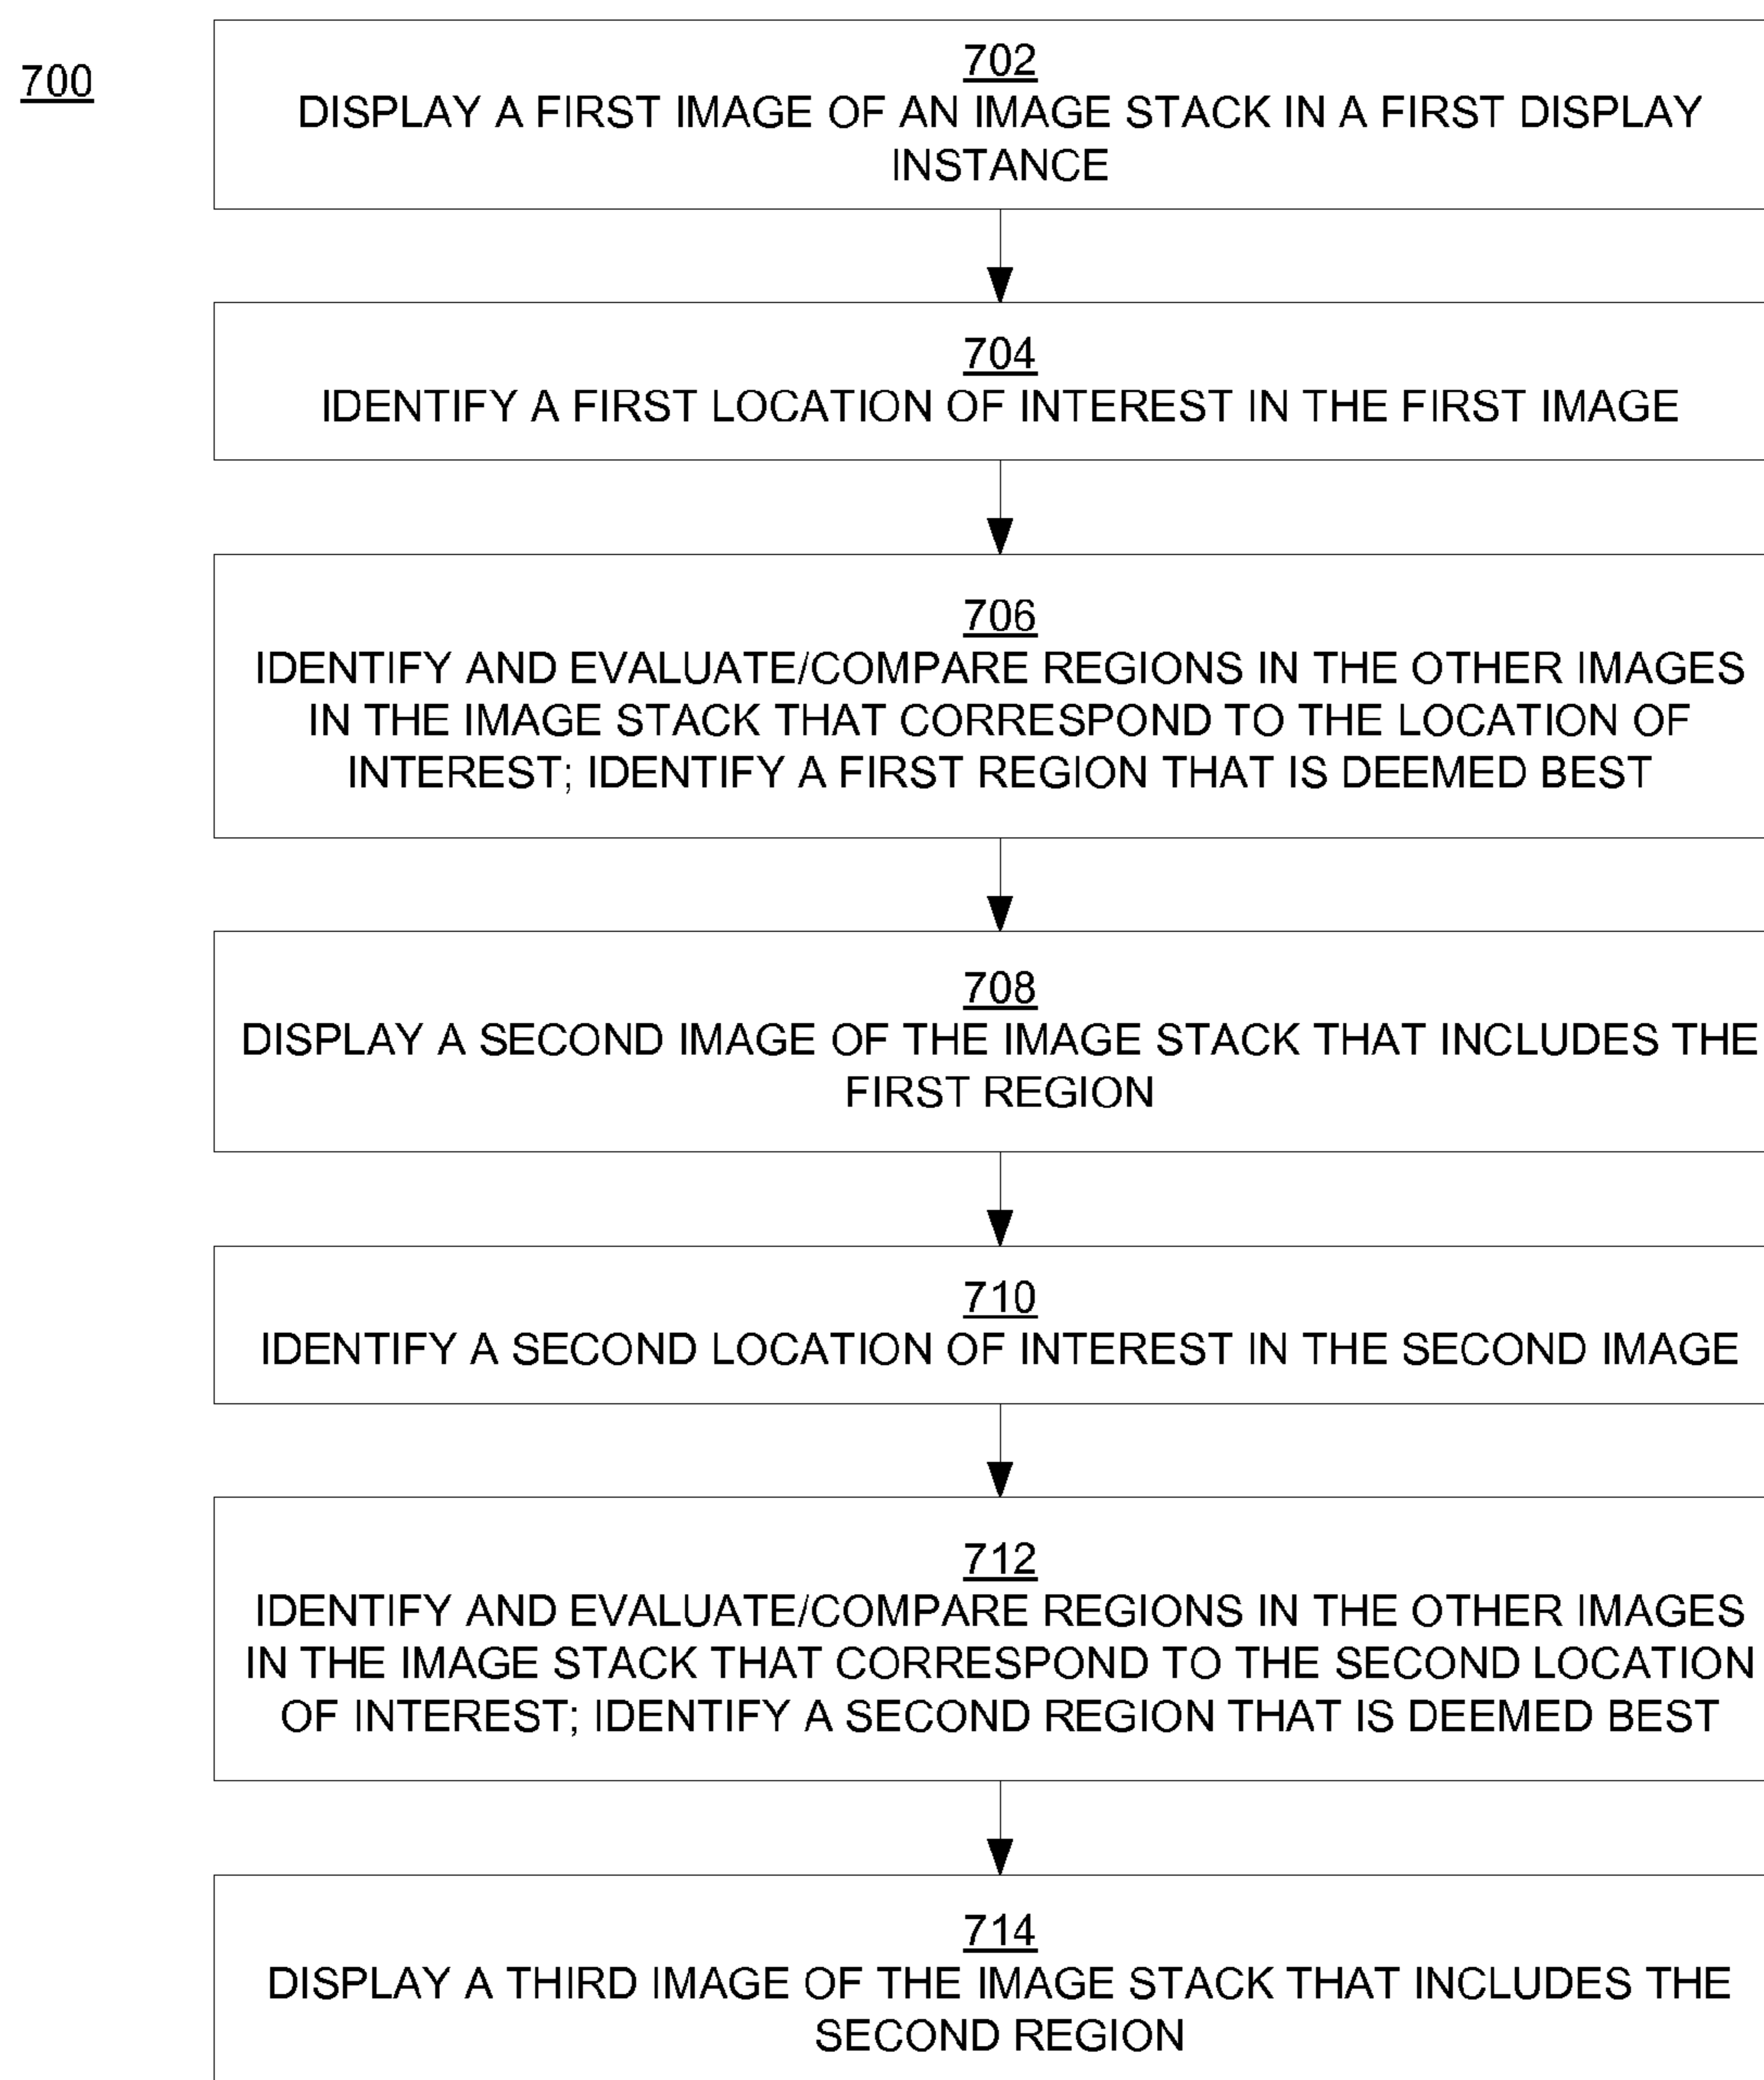 700
702
DISPLAY A FIRST IMAGE OF AN IMAGE STACK IN A FIRST DISPLAY
INSTANCE
704
IDENTIFY A FIRST LOCATION OF INTEREST IN THE FIRST IMAGE
706
IDENTIFY AND EVALUATE/COMPARE REGIONS IN THE OTHER IMAGES
IN THE IMAGE STACK THAT CORRESPOND TO THE LOCATION OF
INTEREST; IDENTIFY A FIRST REGION THAT IS DEEMED BEST
708
DISPLAY A SECOND IMAGE OF THE IMAGE STACK THAT INCLUDES THE
FIRST REGION
710
IDENTIFY A SECOND LOCATION OF INTEREST IN THE SECOND IMAGE
712
IDENTIFY AND EVALUATE/COMPARE REGIONS IN THE OTHER IMAGES
IN THE IMAGE STACK THAT CORRESPOND TO THE SECOND LOCATION
OF INTEREST; IDENTIFY A SECOND REGION THAT IS DEEMED BEST
714
DISPLAY A THIRD IMAGE OF THE IMAGE STACK THAT INCLUDES THE
SECOND REGION